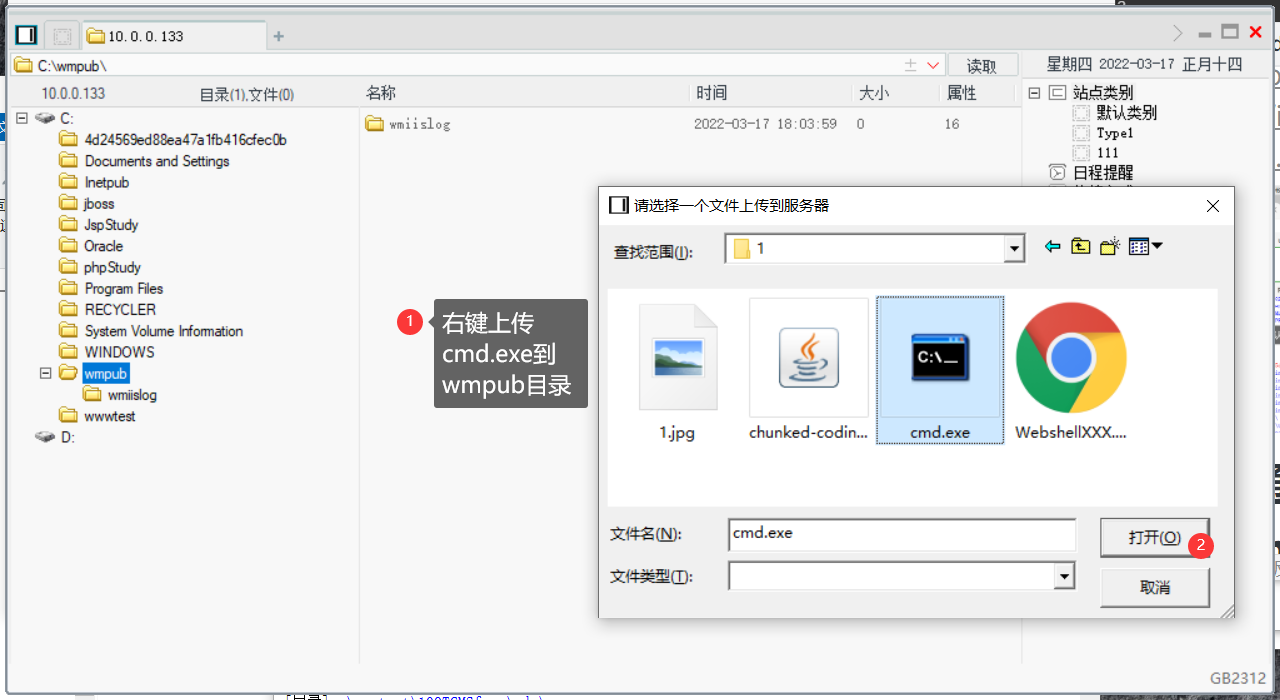 10.0.0.133
+
C:\wmpub\
读取
星期四 2022-03-17 正月十四
10.0.0.133
目录(1),文件(0)
名称
时间
大小
属性
C:
4d24569ed88ea47a1fb416cfec0b
Documents and Settings
Inetpub
jboss
JspStudy
Oracle
phpStudy
Program Files
RECYCLER
System Volume Information
WINDOWS
wmpub
wmiislog
wwwtest
D:
wmiislog
2022-03-17 18:03:59
0
16
站点类别
默认类别
Type1
111
日程提醒
1
右键上传
cmd.exe到
wmpub目录
请选择一个文件上传到服务器
查找范围(I):
1
1.jpg
chunked-codin...
C:\_
cmd.exe
WebshellXXX....
文件名(N):
cmd.exe
打开(O)
2
文件类型(T):
取消
GB2312